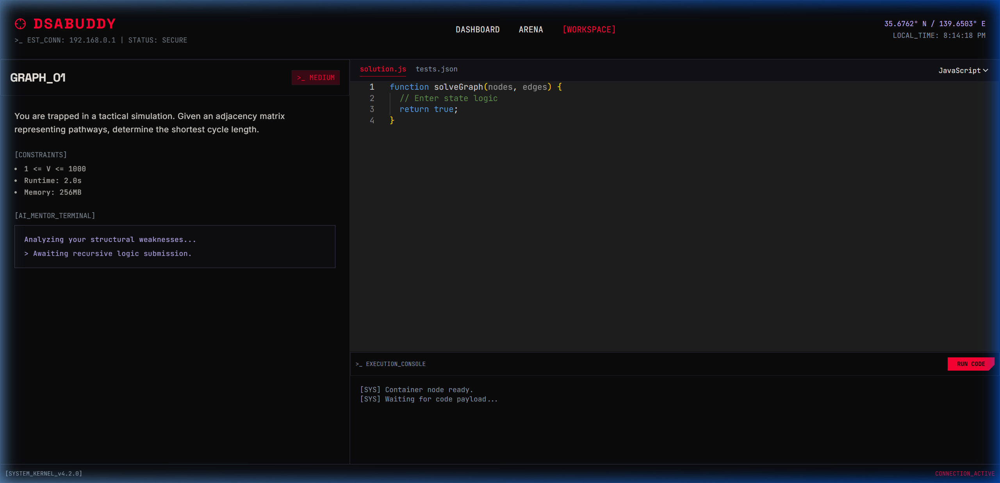 DSABUDDY
>_ EST_CONN: 192.168.0.1 | STATUS: SECURE
DASHBOARD
ARENA
[WORKSPACE]
35.6762° N / 139.6503° E
LOCAL_TIME: 8:14:18 PM
GRAPH_01
>_ MEDIUM
You are trapped in a tactical simulation. Given an adjacency matrix
representing pathways, determine the shortest cycle length.
[CONSTRAINTS]
• 1 <= V <= 1000
• Runtime: 2.0s
• Memory: 256MB
[AI_MENTOR_TERMINAL]
Analyzing your structural weaknesses...
> Awaiting recursive logic submission.
solution.js
tests.json
JavaScript
1 function solveGraph(nodes, edges) {
2 // Enter state logic
3 return true;
4 }
>_ EXECUTION_CONSOLE
RUN CODE
[SYS] Container node ready.
[SYS] Waiting for code payload...
[SYSTEM_KERNEL_v4.2.0]
CONNECTION_ACTIVE